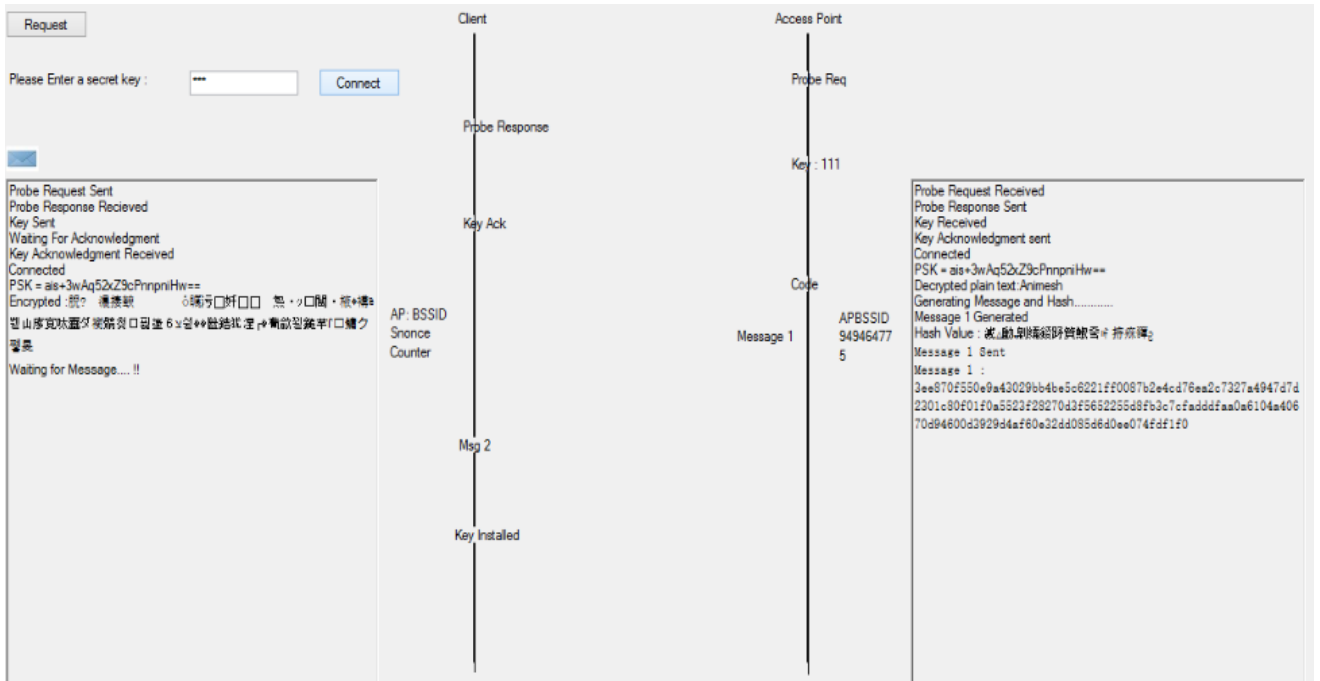 Request
Client
Access Point
Please Enter a secret key :
***
Connect
Probe Req
Probe Response
Key : 111
Probe Request Sent
Probe Response Recieved
Key Sent
Waiting For Acknowledgment
Key Acknowledgment Received
Connected
PSK = ais+3wAq52xZ9cPnnpniHw==
Encrypted :
Waiting for Message.... !!
AP: BSSID
Snonce
Counter
Key Ack
Msg 2
Key Installed
Code
Message 1
APBSSID
94946477
5
Probe Request Received
Probe Response Sent
Key Received
Key Acknowledgment sent
Connected
PSK = ais+3wAq52xZ9cPnnpniHw==
Decrypted plain text:Animesh
Generating Message and Hash............
Message 1 Generated
Hash Value :
Message 1 Sent
Message 1 :
3ee870f550e9a43029bb4be5c6221ff0087b2e4cd76ea2c7327a4947d7d
2301c80f01f0a5523f28270d3f5652255d8fb3c7cfadddfaa0a6104a406
70d94600d3929d4af60e32dd085d6d0ee074fdf1f0